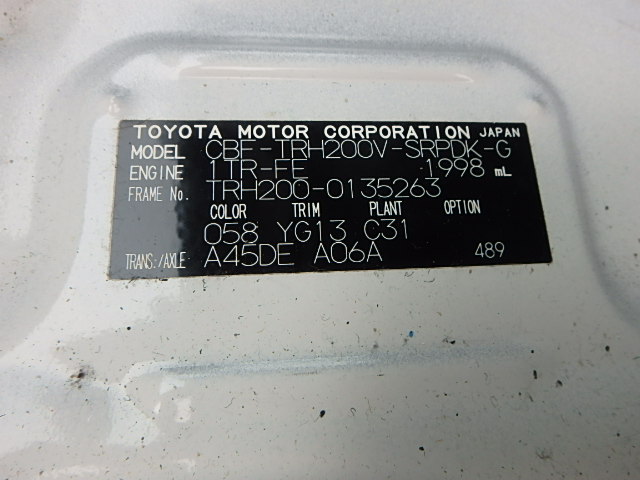 TOYOTA MOTOR CORPORATION JAPAN
MODEL CBF-TRH200V-SRPDK-G
ENGINE 1TR-FE 1998 mL
FRAME No. TRH200-0135263
COLOR TRIM PLANT OPTION
058 YG13 C31
TRANS./AXLE A45DE A06A 489